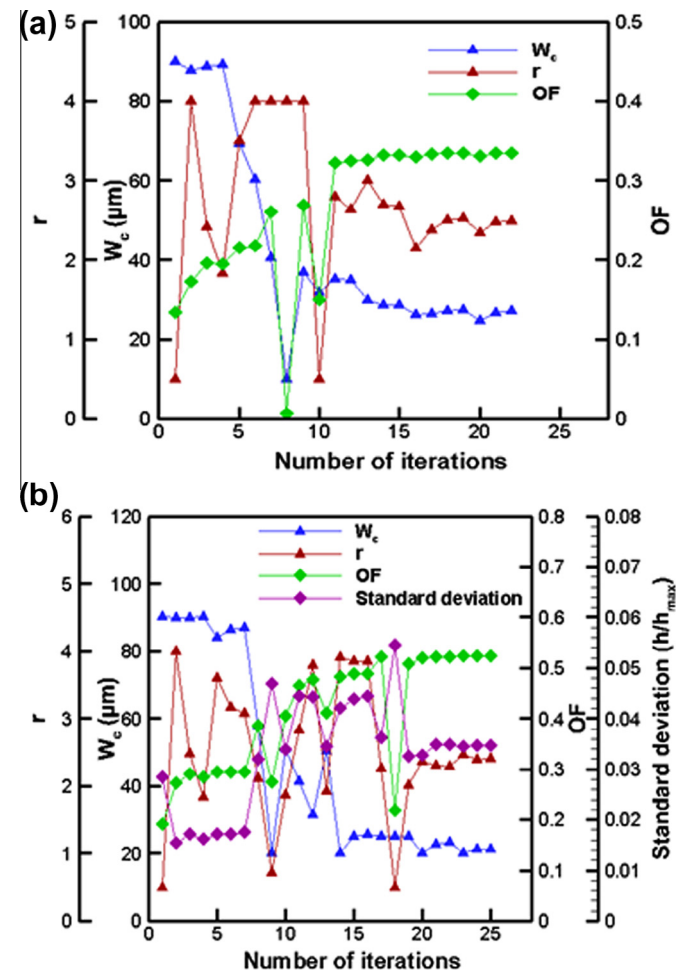 (a)
5
4
3
2
1
0
r
100
80
60
40
20
0
Wc (μm)
Wc
r
OF
0.5
0.4
0.3
0.2
0.1
0
OF
0 5 10 15 20 25
Number of iterations
(b)
6
5
4
3
2
1
0
r
120
100
80
60
40
20
0
Wc (μm)
Wc
r
OF
Standard deviation
0.8
0.7
0.6
0.5
0.4
0.3
0.2
0.1
0
OF
0.08
0.07
0.06
0.05
0.04
0.03
0.02
0.01
0
Standard deviation (h/hmax)
0 5 10 15 20 25
Number of iterations